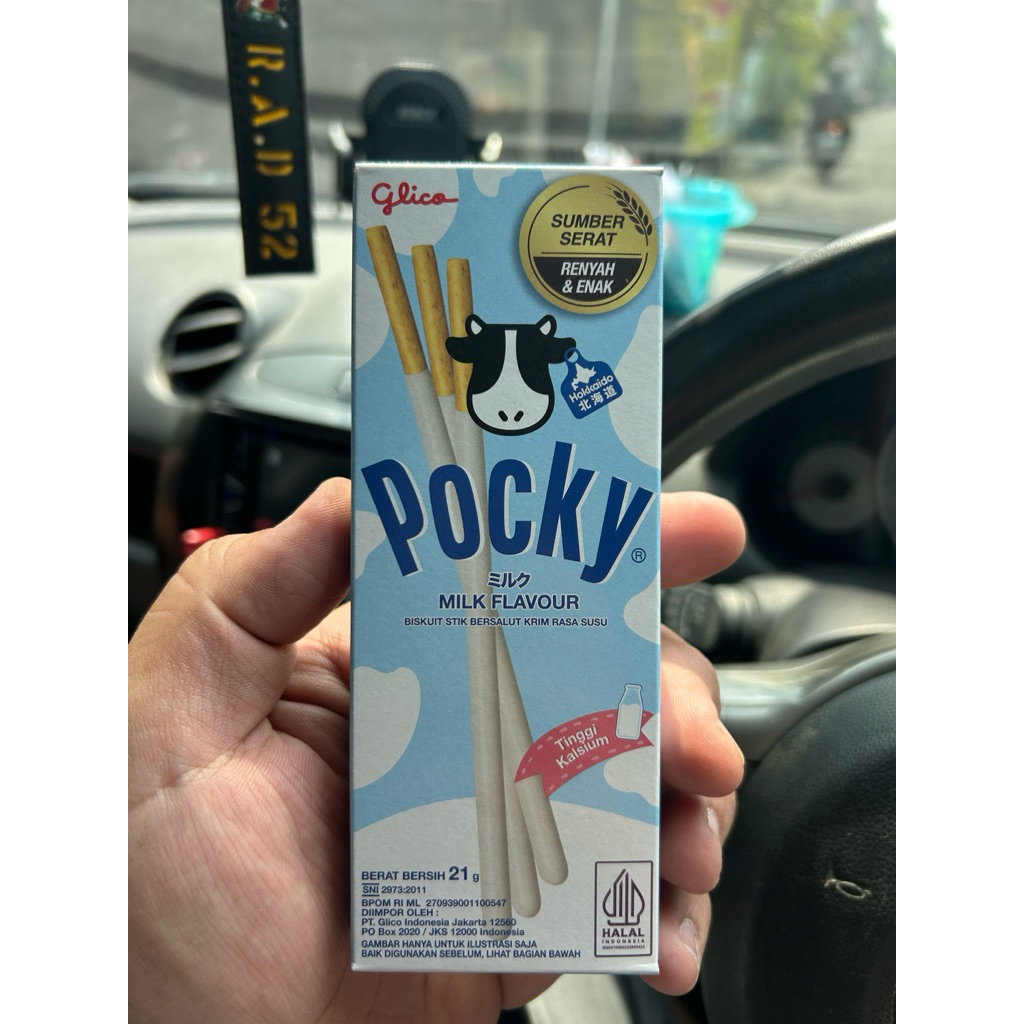 R.A.D 52
Glico
SUMBER
SERAT
RENYAH
& ENAK
Hokkaido
北海道
Pocky®
ミルク
MILK FLAVOUR
BISKUIT STIK BERSALUT KRIM RASA SUSU
Tinggi
Kalsium
BERAT BERSIH 21 g
SNI 2973:2011
BPOM RI ML 270939001100547
DIIMPOR OLEH :
PT. Glico Indonesia Jakarta 12560
PO Box 2020 / JKS 12000 Indonesia
GAMBAR HANYA UNTUK ILUSTRASI SAJA
BAIK DIGUNAKAN SEBELUM, LIHAT BAGIAN BAWAH
HALAL
INDONESIA